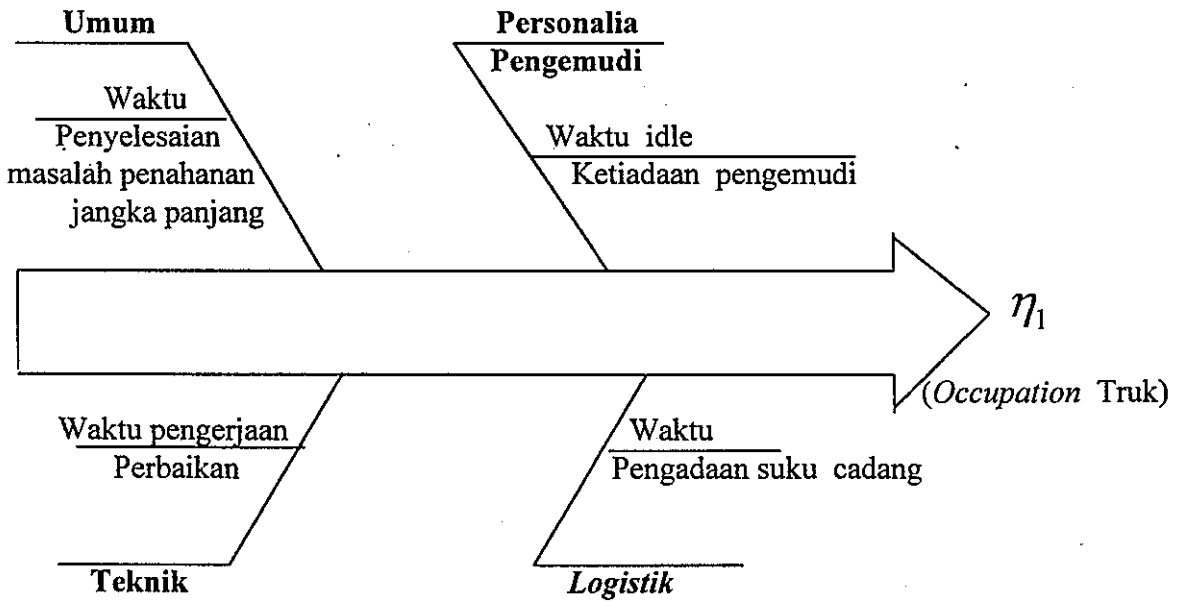 Umum
Waktu
Penyelesaian
masalah penahanan
jangka panjang
Personalia
Pengemudi
Waktu idle
Ketiadaan pengemudi
η₁
(Occupation Truk)
Waktu pengerjaan
Perbaikan
Teknik
Waktu
Pengadaan suku cadang
Logistik